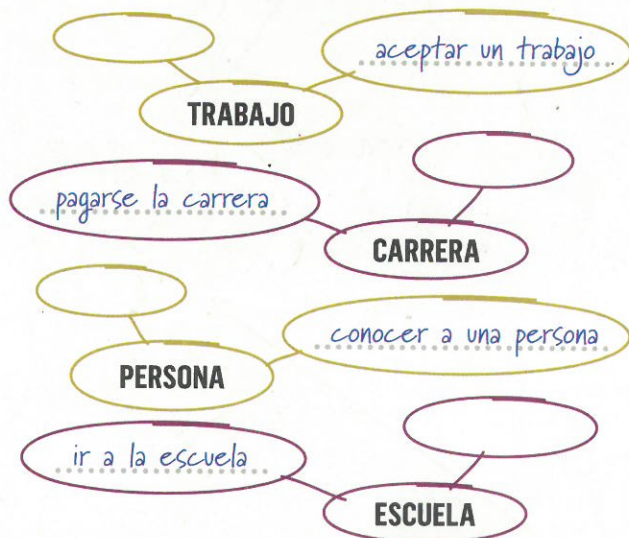 aceptar un trabajo
TRABAJO
pagarse la carrera
CARRERA
conocer a una persona
PERSONA
ir a la escuela
ESCUELA